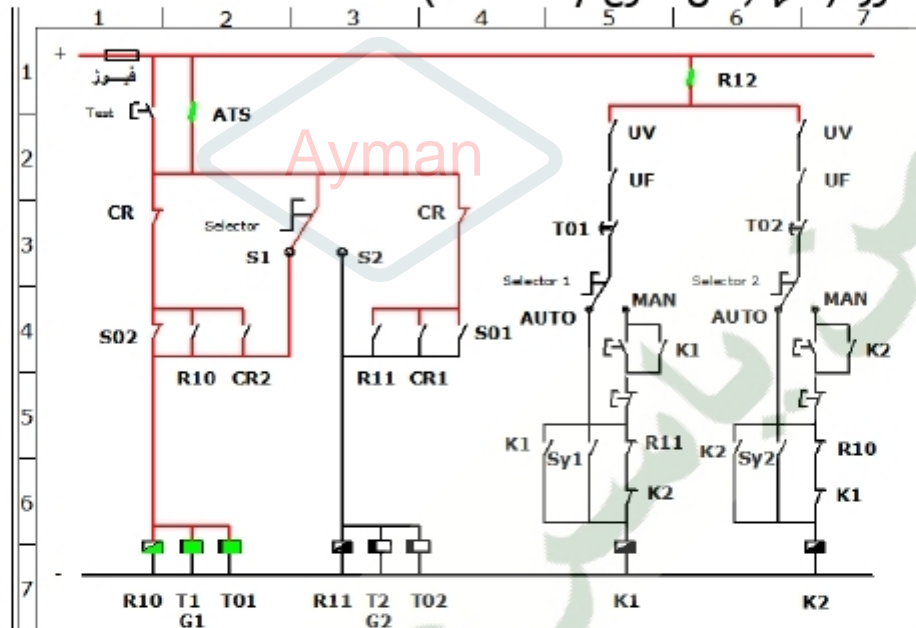 1 2 3 4 5 6 7
+
فيوز
1
R12
Test
ATS
Ayman
UV UV
2
UF UF
CR CR
Selector
T01 T02
3
S1 S2
Selector 1 Selector 2
MAN MAN
AUTO AUTO
S02 S01
4
K1 K2
R10 CR2 R11 CR1
5
K1 Sy1 R11 K2 Sy2 R10
K2 K1
6
-
7
R10 T1 T01 R11 T2 T02 K1 K2
G1 G2